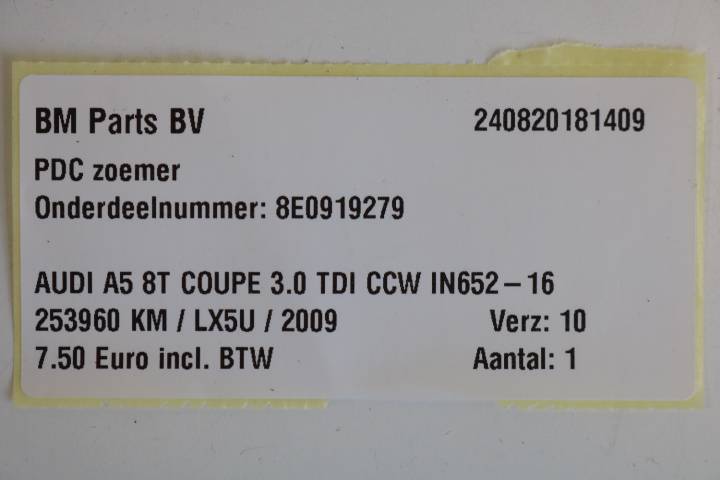 BM Parts BV 240820181409
PDC zoemer
Onderdeelnummer: 8E0919279
AUDI A5 8T COUPE 3.0 TDI CCW IN652-16
253960 KM / LX5U / 2009 Verz: 10
7.50 Euro incl. BTW Aantal: 1